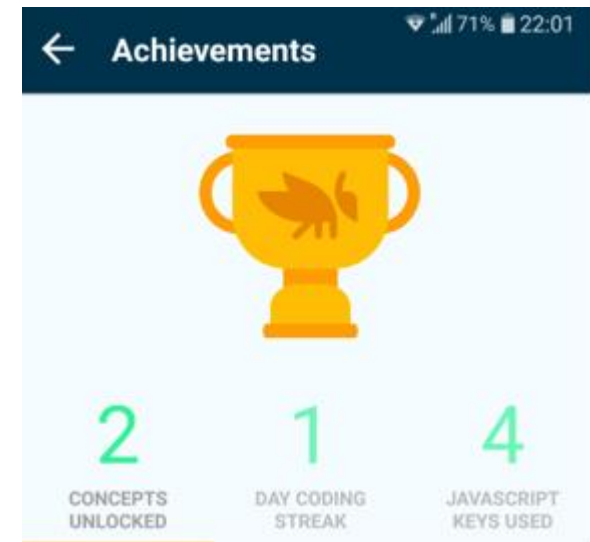 71% 22:01
Achievements
2 1 4
CONCEPTS DAY CODING JAVASCRIPT
UNLOCKED STREAK KEYS USED